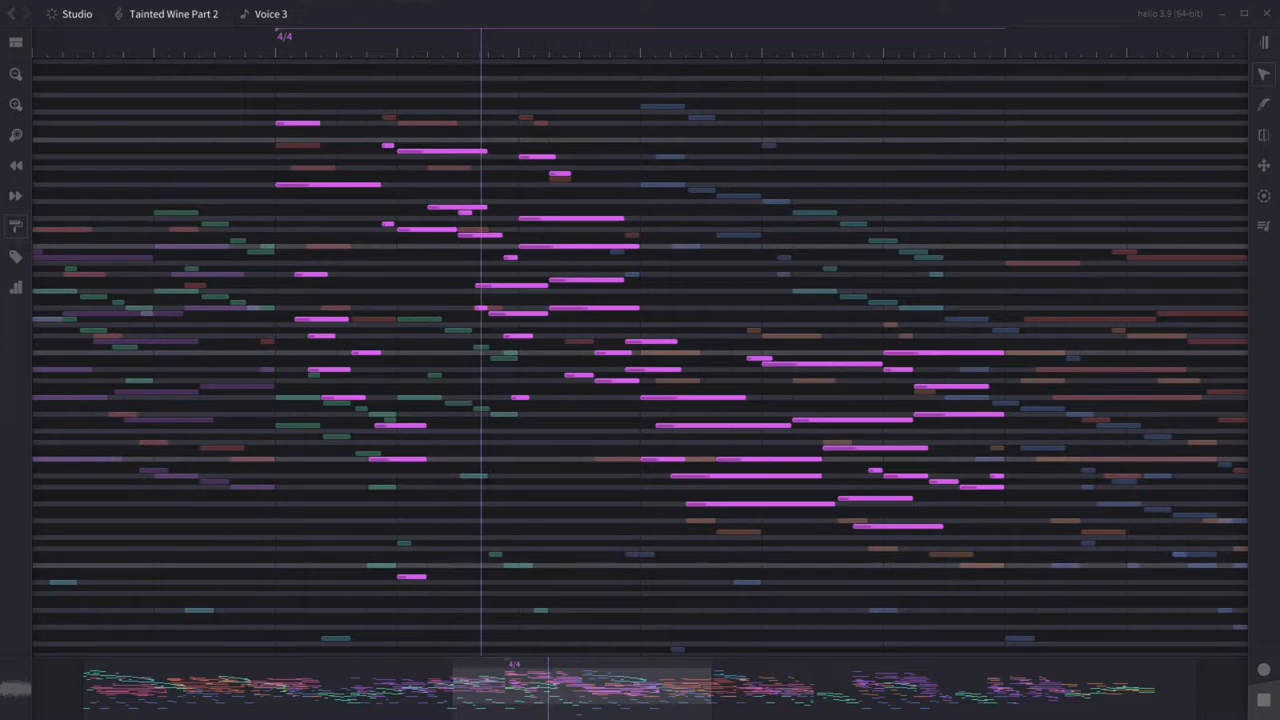 Studio
Tainted Wine Part 2
Voice 3
hello 3.9 (64-bit)
4/4
4/4